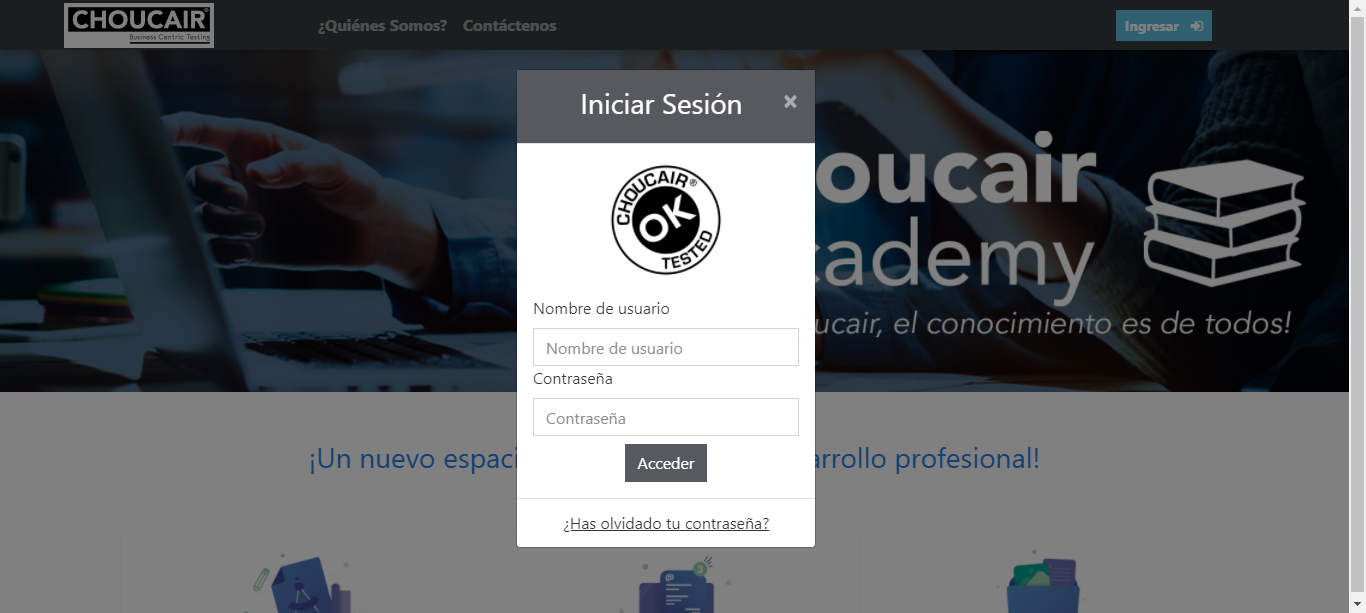 CHOUCAIR®
Business Centric Testing
¿Quiénes Somos? Contáctenos
Ingresar
Iniciar Sesión ×
CHOUCAIR®
OK
TESTED
oucair
cademy
ucair, el conocimiento es de todos!
Nombre de usuario
Nombre de usuario
Contraseña
Contraseña
Acceder
¿Has olvidado tu contraseña?
¡Un nuevo espaci rrollo profesional!